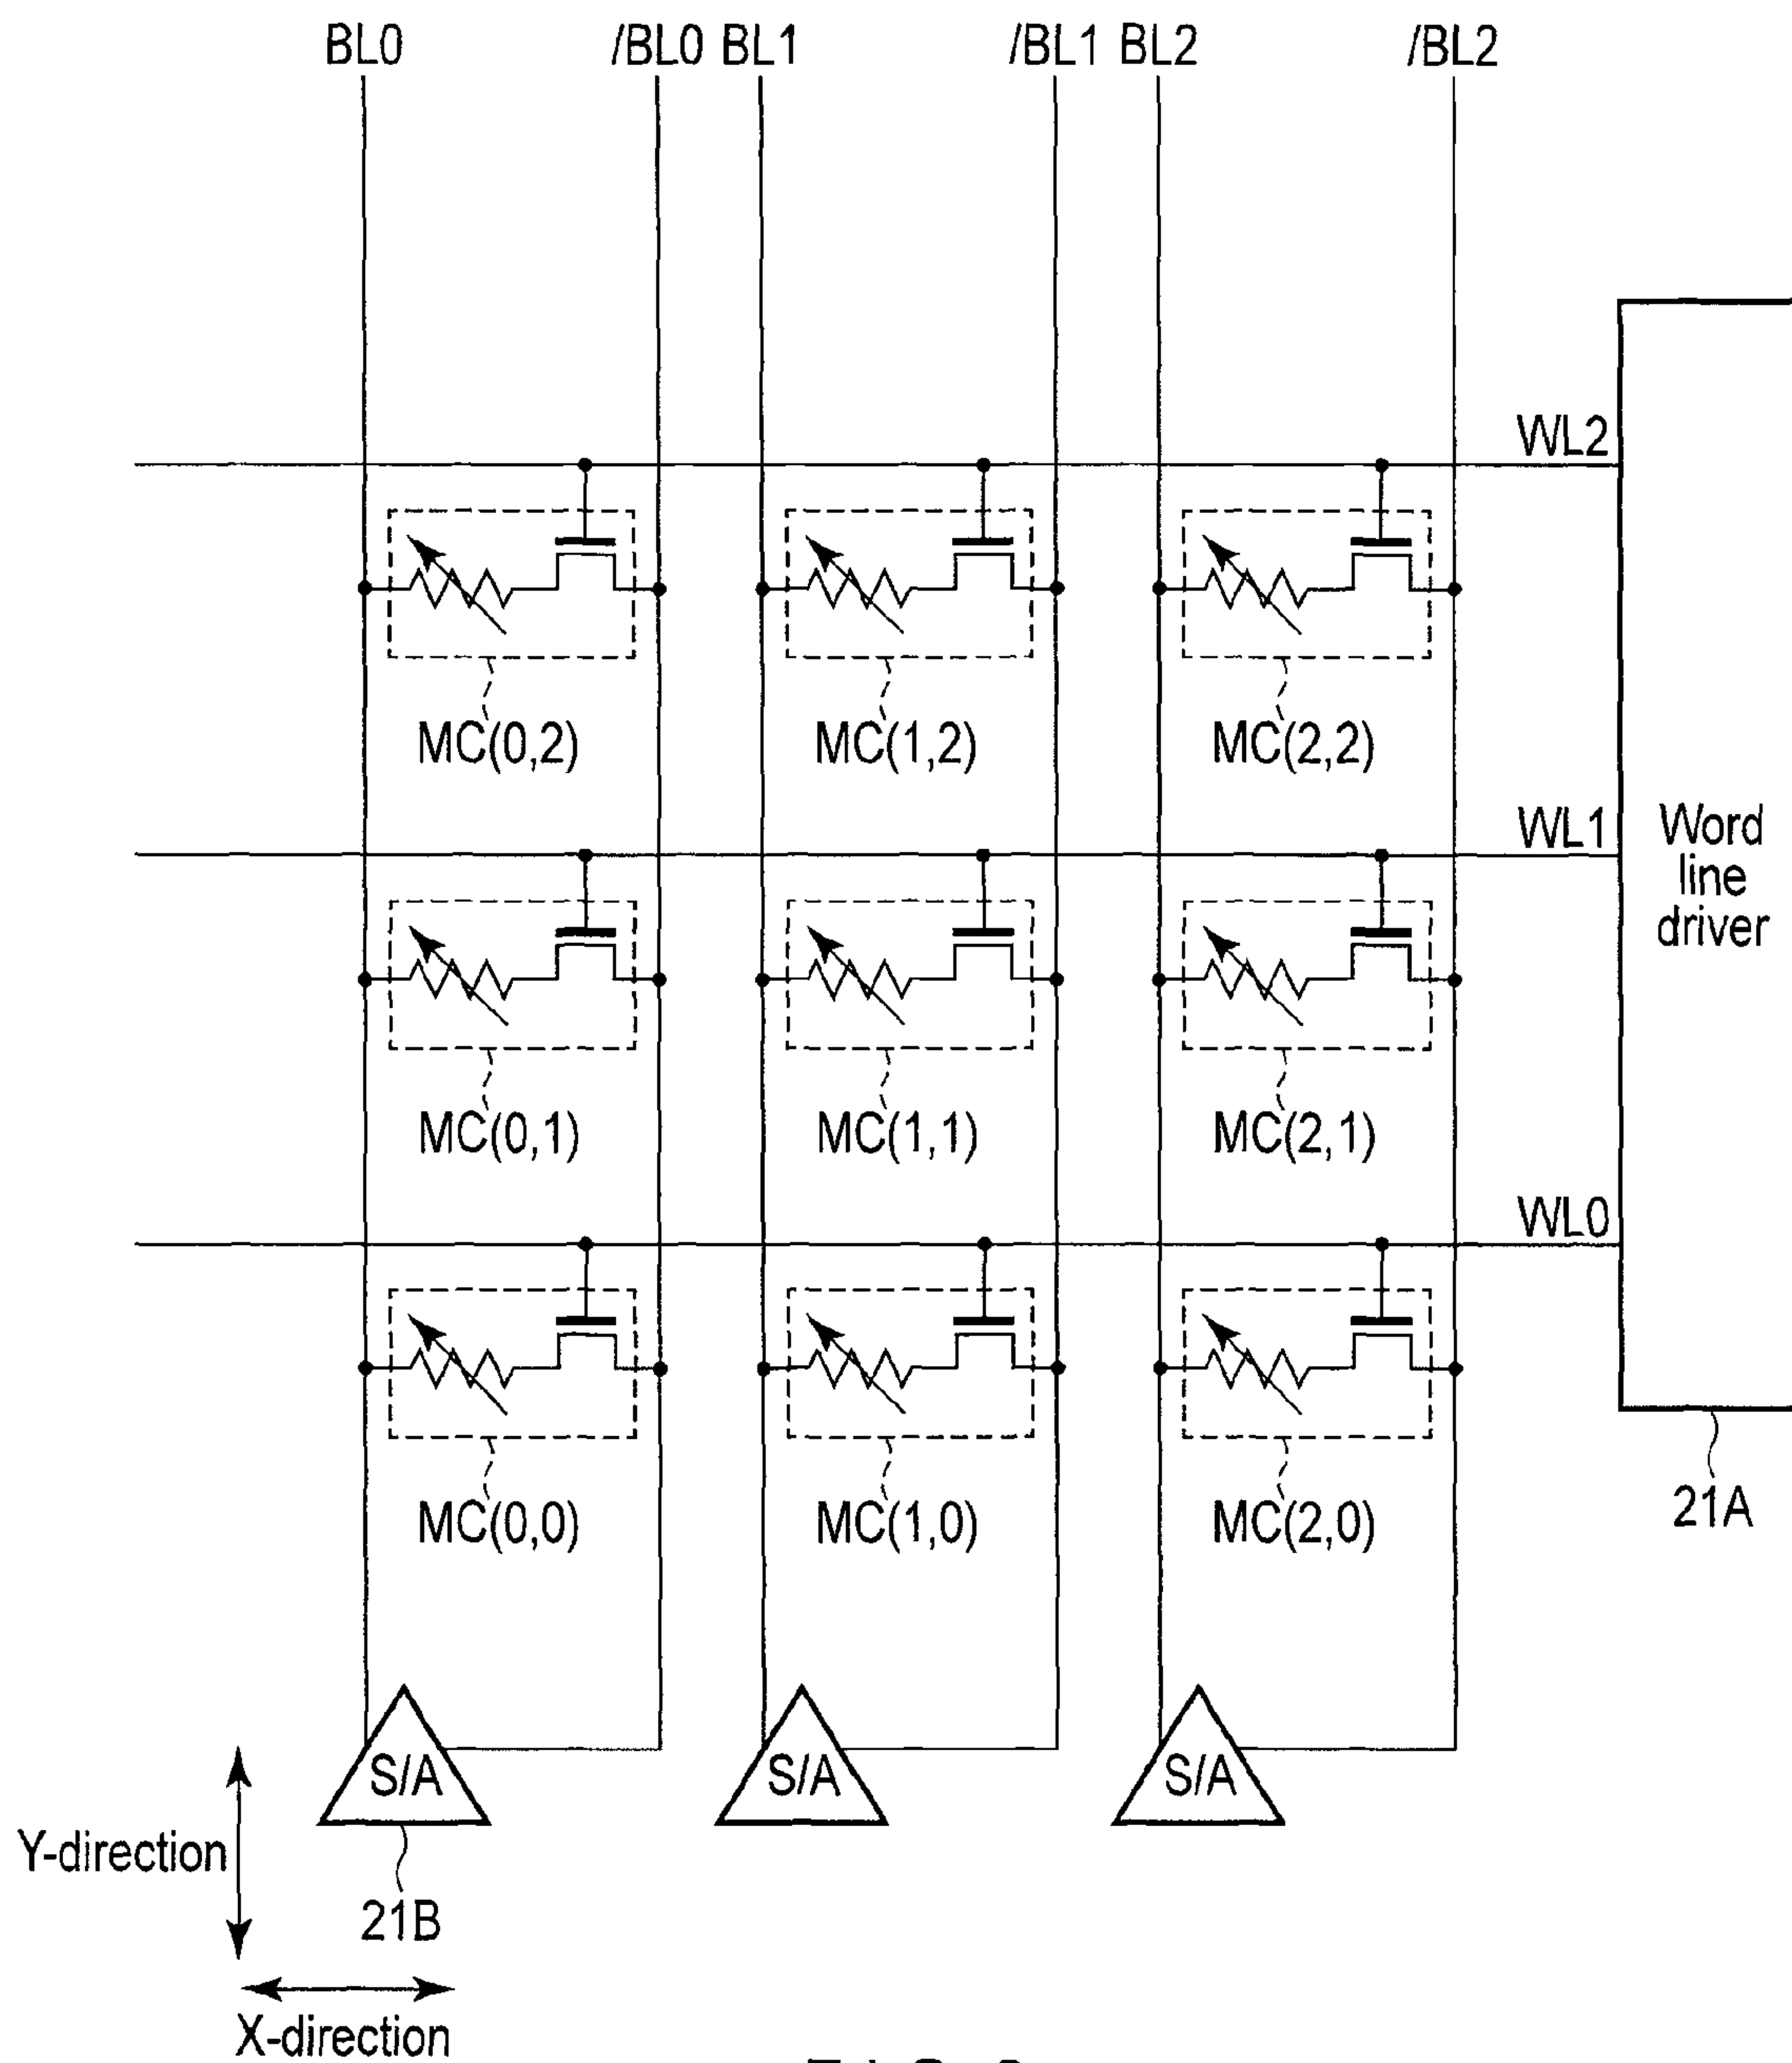 BL0 /BL0 BL1 /BL1 BL2 /BL2
WL2
MC(0,2) MC(1,2) MC(2,2)
WL1
Word
line
driver
MC(0,1) MC(1,1) MC(2,1)
WL0
MC(0,0) MC(1,0) MC(2,0)
21A
S/A S/A S/A
Y-direction
21B
X-direction